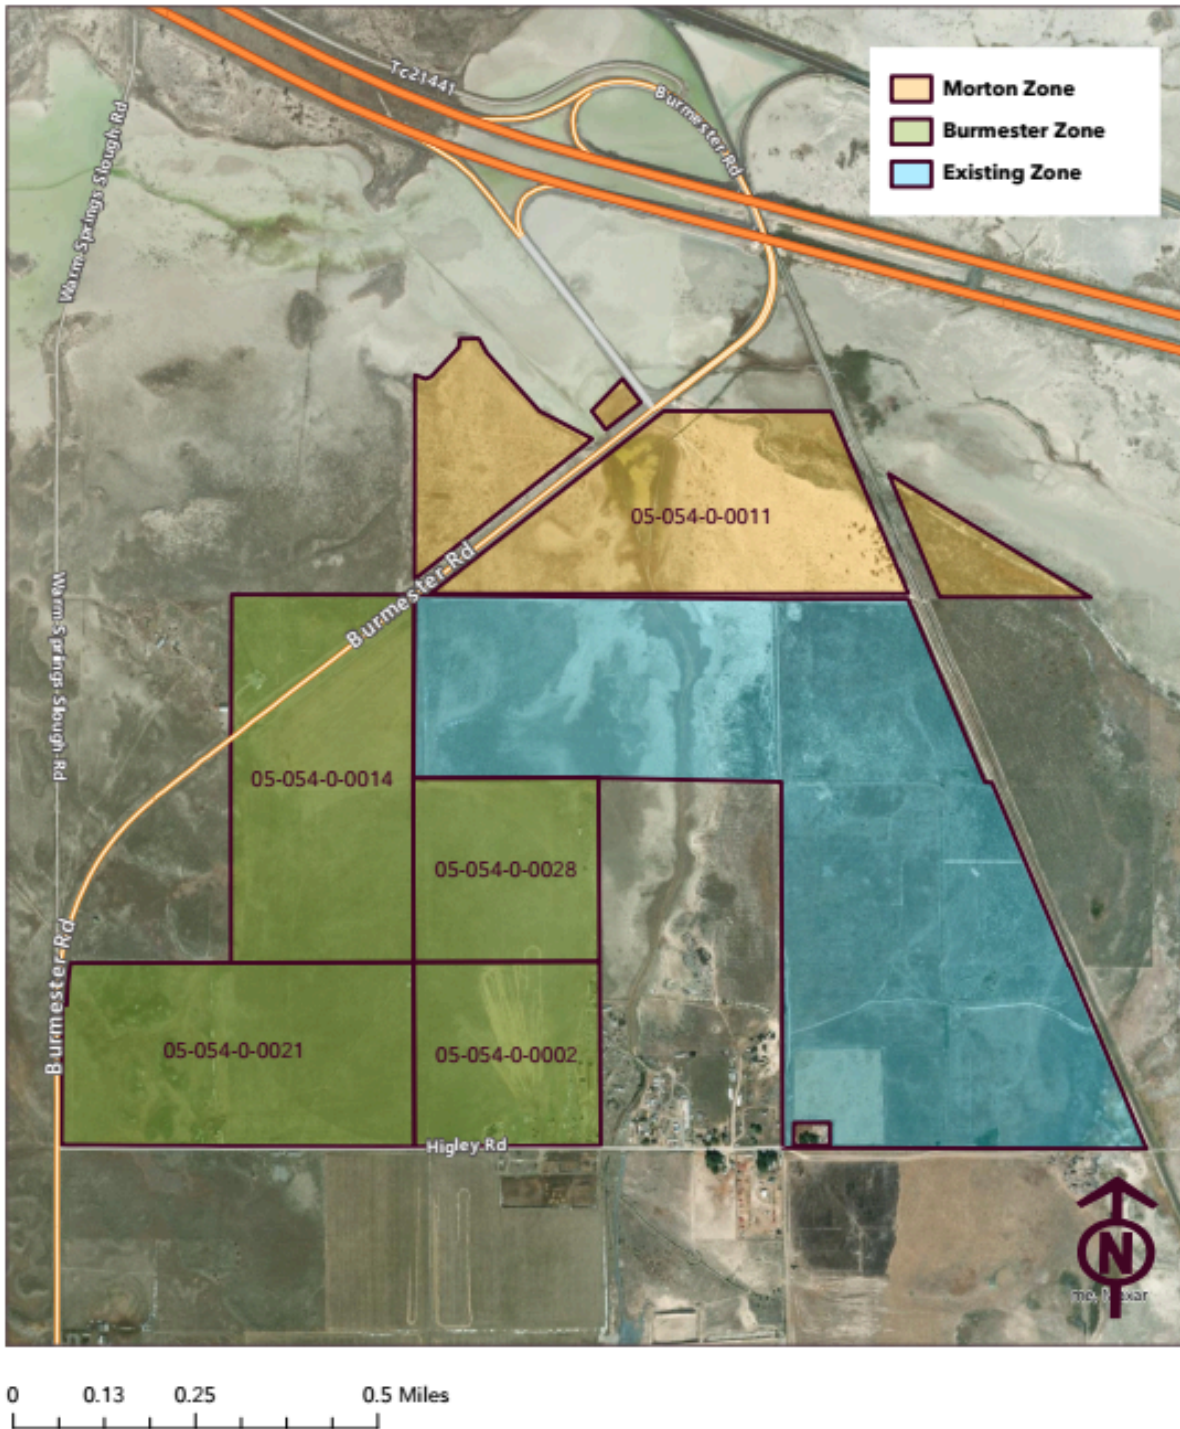 Tc21441
Burmester Rd
Morton Zone
Burmester Zone
Existing Zone
Warm Springs Slough Rd
05-054-0-0011
Burmester Rd
Warm Springs Slough Rd
05-054-0-0014
05-054-0-0028
Burmester Rd
05-054-0-0021
05-054-0-0002
Higley Rd
N
0 0.13 0.25 0.5 Miles